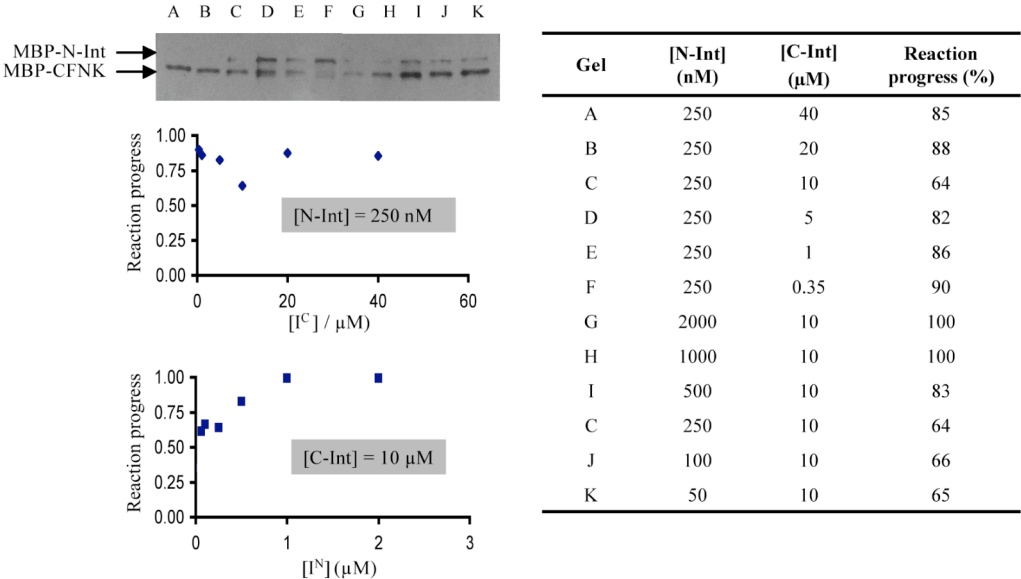 A B C D E F G H I J K
MBP-N-Int
MBP-CFNK
Reaction progress
1.00
0.75
0.50
0.25
0.00
[N-Int] = 250 nM
0 20 40 60
[Iᶜ] / µM)
Reaction progress
1.00
0.75
0.50
0.25
0.00
[C-Int] = 10 µM
0 1 2 3
[Iᴺ] (µM)
Gel [N-Int] (nM) [C-Int] (µM) Reaction progress (%)
A 250 40 85
B 250 20 88
C 250 10 64
D 250 5 82
E 250 1 86
F 250 0.35 90
G 2000 10 100
H 1000 10 100
I 500 10 83
C 250 10 64
J 100 10 66
K 50 10 65